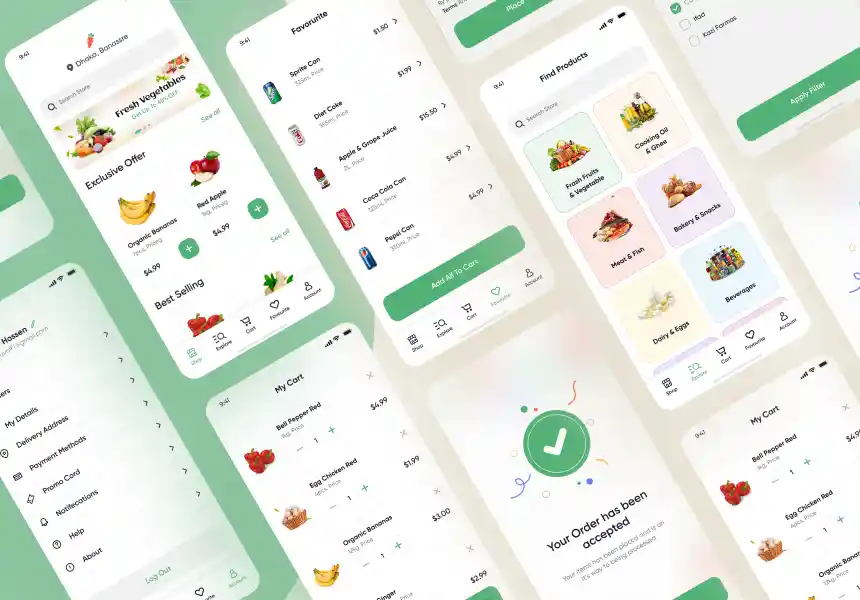 9:41
Dhaka, Banassre
Search Store
Fresh Vegetables
Get Up To 40% OFF
Exclusive Offer
See all
Organic Bananas
7pcs, Priceg
$4.99
Red Apple
1kg, Priceg
$4.99
Best Selling
See all
Shop
Explore
Cart
Favourite
Account
9:41
Favorurite
Sprite Can
325ml, Price
$1.50
Diet Coke
355ml, Price
$1.99
Apple & Grape Juice
2L, Price
$15.50
Coca Cola Can
325ml, Price
$4.99
Pepsi Can
330ml, Price
$4.99
Add All To Cart
Shop
Explore
Cart
Favourite
Account
Place
Terms
9:41
Find Products
Search Store
Frash Fruits
& Vegetable
Cooking Oil
& Ghee
Meat & Fish
Bakery & Snacks
Dairy & Eggs
Beverages
Shop
Explore
Cart
Favourite
Account
Ifad
Kazi Farmas
Apply Filter
Hossen
My Details
Delivery Address
Payment Methods
Promo Cord
Notifecations
Help
About
Log Out
Account
9:41
My Cart
Bell Pepper Red
1kg, Price
1
$4.99
Egg Chicken Red
4pcs, Price
1
$1.99
Organic Bananas
12kg, Price
1
$3.00
Ginger
$2.99
Your Order has been
accepted
Your items has been placcd and is on
it's way to being processed
9:41
My Cart
Bell Pepper Red
1kg, Price
1
Egg Chicken Red
4pcs, Price
1
12kg, Price